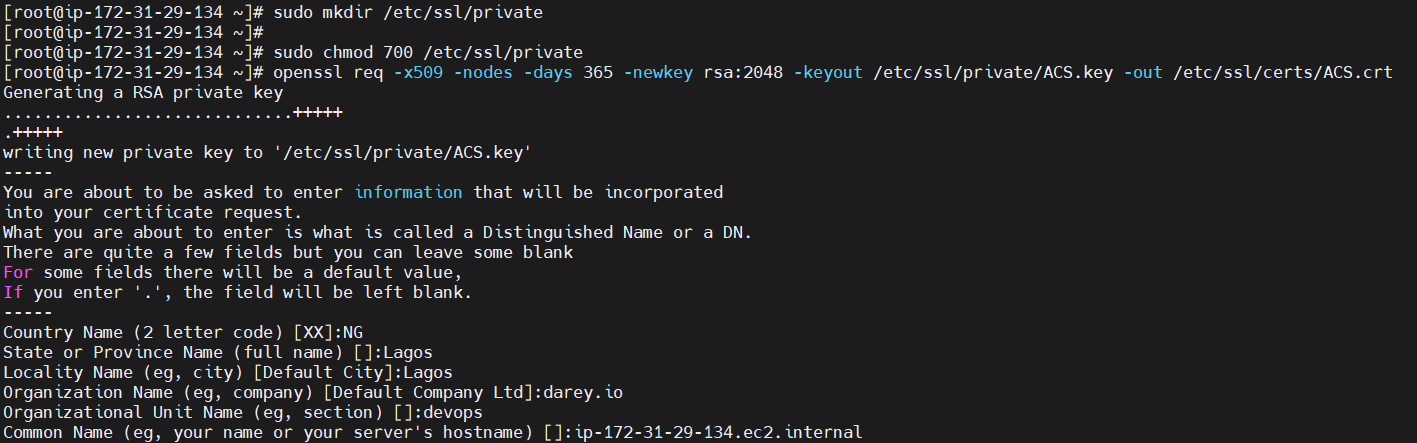 [root@ip-172-31-29-134 ~]# sudo mkdir /etc/ssl/private
[root@ip-172-31-29-134 ~]#
[root@ip-172-31-29-134 ~]# sudo chmod 700 /etc/ssl/private
[root@ip-172-31-29-134 ~]# openssl req -x509 -nodes -days 365 -newkey rsa:2048 -keyout /etc/ssl/private/ACS.key -out /etc/ssl/certs/ACS.crt
Generating a RSA private key
.............................+++++
.+++++
writing new private key to '/etc/ssl/private/ACS.key'
-----
You are about to be asked to enter information that will be incorporated
into your certificate request.
What you are about to enter is what is called a Distinguished Name or a DN.
There are quite a few fields but you can leave some blank
For some fields there will be a default value,
If you enter '.', the field will be left blank.
-----
Country Name (2 letter code) [XX]:NG
State or Province Name (full name) []:Lagos
Locality Name (eg, city) [Default City]:Lagos
Organization Name (eg, company) [Default Company Ltd]:darey.io
Organizational Unit Name (eg, section) []:devops
Common Name (eg, your name or your server's hostname) []:ip-172-31-29-134.ec2.internal